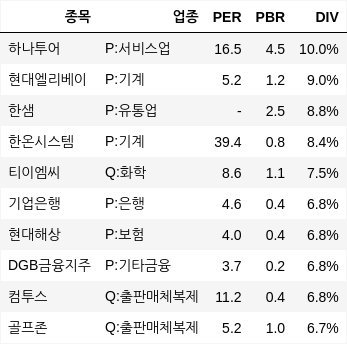 종목 업종 PER PBR DIV
하나투어 P:서비스업 16.5 4.5 10.0%
현대엘리베이 P:기계 5.2 1.2 9.0%
한샘 P:유통업 - 2.5 8.8%
한온시스템 P:기계 39.4 0.8 8.4%
티이엠씨 Q:화학 8.6 1.1 7.5%
기업은행 P:은행 4.6 0.4 6.8%
현대해상 P:보험 4.0 0.4 6.8%
DGB금융지주 P:기타금융 3.7 0.2 6.8%
컴투스 Q:출판매체복제 11.2 0.4 6.8%
골프존 Q:출판매체복제 5.2 1.0 6.7%